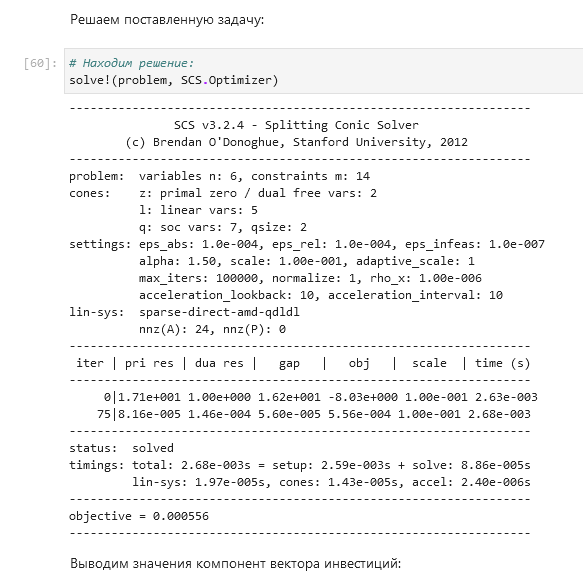 Решаем поставленную задачу:
[60]: # Находим решение:
solve!(problem, SCS.Optimizer)
------------------------------------------------------------------
SCS v3.2.4 - Splitting Conic Solver
(c) Brendan O'Donoghue, Stanford University, 2012
------------------------------------------------------------------
problem:  variables n: 6, constraints m: 14
cones:    z: primal zero / dual free vars: 2
l: linear vars: 5
q: soc vars: 7, qsize: 2
settings: eps_abs: 1.0e-004, eps_rel: 1.0e-004, eps_infeas: 1.0e-007
alpha: 1.50, scale: 1.00e-001, adaptive_scale: 1
max_iters: 100000, normalize: 1, rho_x: 1.00e-006
acceleration_lookback: 10, acceleration_interval: 10
lin-sys:  sparse-direct-amd-qdldl
nnz(A): 24, nnz(P): 0
------------------------------------------------------------------
iter | pri res | dua res |   gap   |   obj   |  scale  | time (s)
------------------------------------------------------------------
0|1.71e+001 1.00e+000 1.62e+001 -8.03e+000 1.00e-001 2.63e-003
75|8.16e-005 1.46e-004 5.60e-005 5.56e-004 1.00e-001 2.68e-003
------------------------------------------------------------------
status:  solved
timings: total: 2.68e-003s = setup: 2.59e-003s + solve: 8.86e-005s
lin-sys: 1.97e-005s, cones: 1.43e-005s, accel: 2.40e-006s
------------------------------------------------------------------
objective = 0.000556
------------------------------------------------------------------
Выводим значения компонент вектора инвестиций: